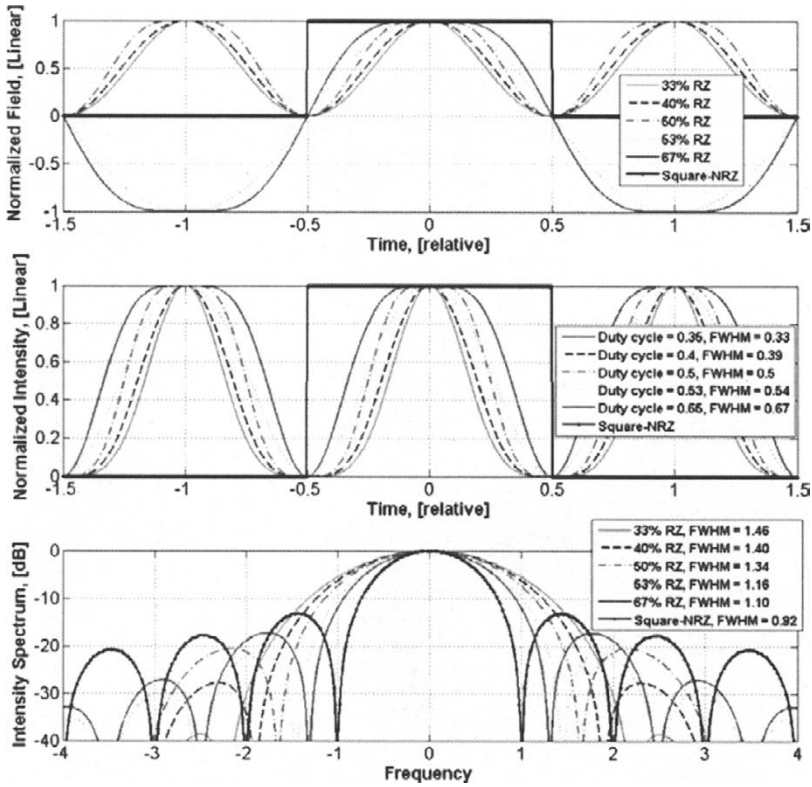 Normalized Field, [Linear]
1
0.5
0
-0.5
-1
-1.5
-1
-0.5
0
0.5
1
1.5
Time, [relative]
33% RZ
40% RZ
50% RZ
53% RZ
67% RZ
Square-NRZ
Normalized Intensity, [Linear]
1
0.8
0.6
0.4
0.2
0
-1.5
-1
-0.5
0
0.5
1
1.5
Time, [relative]
Duty cycle = 0.35, FWHM = 0.33
Duty cycle = 0.4, FWHM = 0.39
Duty cycle = 0.5, FWHM = 0.5
Duty cycle = 0.53, FWHM = 0.54
Duty cycle = 0.65, FWHM = 0.67
Square-NRZ
Intensity Spectrum, [dB]
0
-10
-20
-30
-40
-4
-3
-2
-1
0
1
2
3
4
Frequency
33% RZ, FWHM = 1.46
40% RZ, FWHM = 1.40
50% RZ, FWHM = 1.34
53% RZ, FWHM = 1.16
67% RZ, FWHM = 1.10
Square-NRZ, FWHM = 0.92